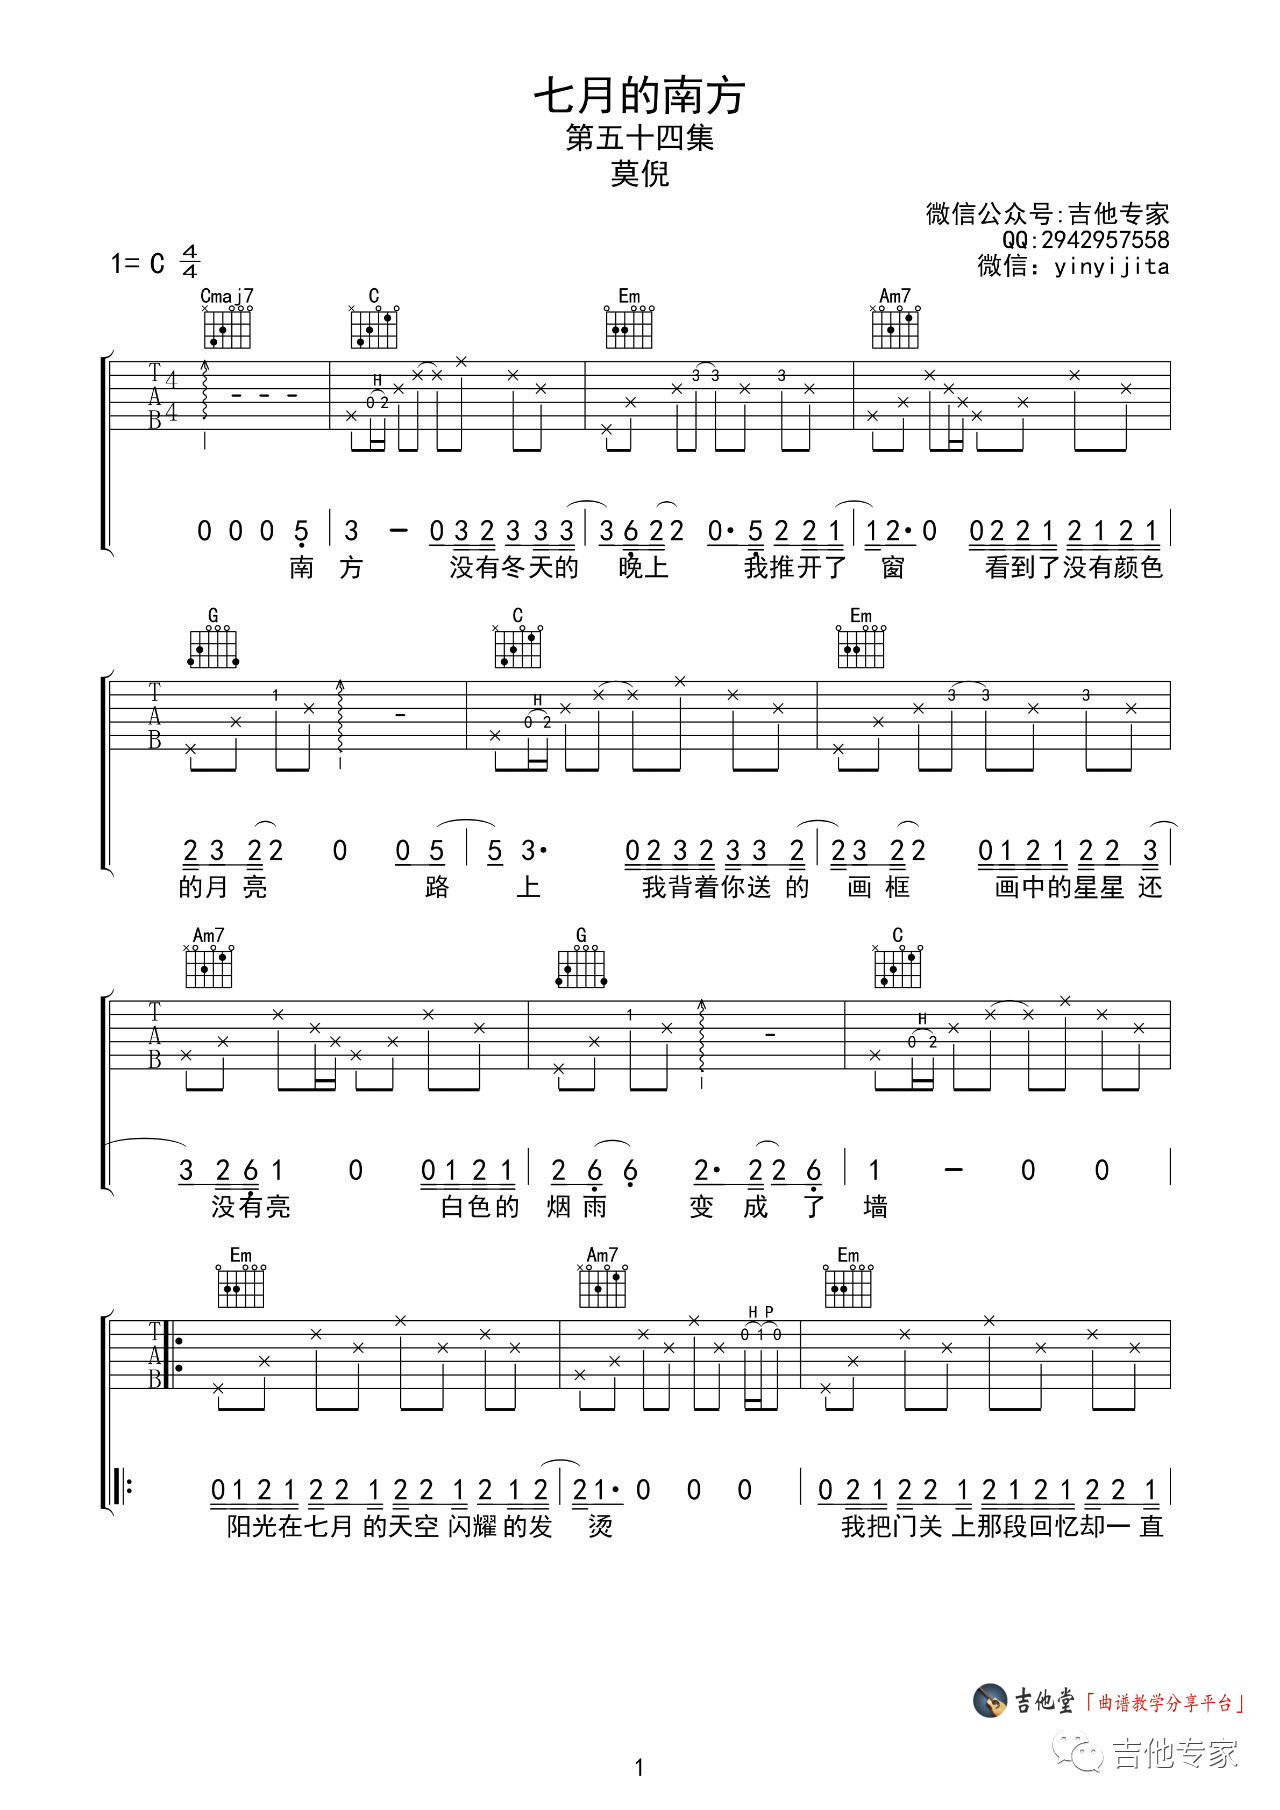 七月的南方
第五十四集
莫倪
微信公众号:吉他专家
QQ:2942957558
微信：yinyijita
1= C 4/4
Cmaj7 C Em Am7
T A B 4 4 H 0 2 3 3 3
0 0 0 5 3 - 0 3 2 3 3 3 3 6 2 2 0· 5 2 2 1 1 2· 0 0 2 2 1 2 1 2 1
南 方 没有冬天的 晚上 我推开了 窗 看到了没有颜色
G C Em
T A B 1 H 0 2 3 3 3
2 3 2 2 0 0 5 5 3· 0 2 3 2 3 3 2 2 3 2 2 0 1 2 1 2 2 3
的月亮 路 上 我背着你送的 画框 画中的星星还
Am7 G C
T A B 1 H 0 2
3 2 6 1 0 0 1 2 1 2 6 6 2· 2 2 6 1 - 0 0
没有亮 白色的 烟雨 变成了 墙
Em Am7 Em
T A B H P 0 1 0
0 1 2 1 2 2 1 2 2 1 2 1 2 2 1· 0 0 0 0 2 1 2 2 1 2 1 2 1 2 2 1
阳光在七月的天空闪耀的发 烫 我把门关上那段回忆却一直
吉他堂「曲谱教学分享平台」
吉他专家
1